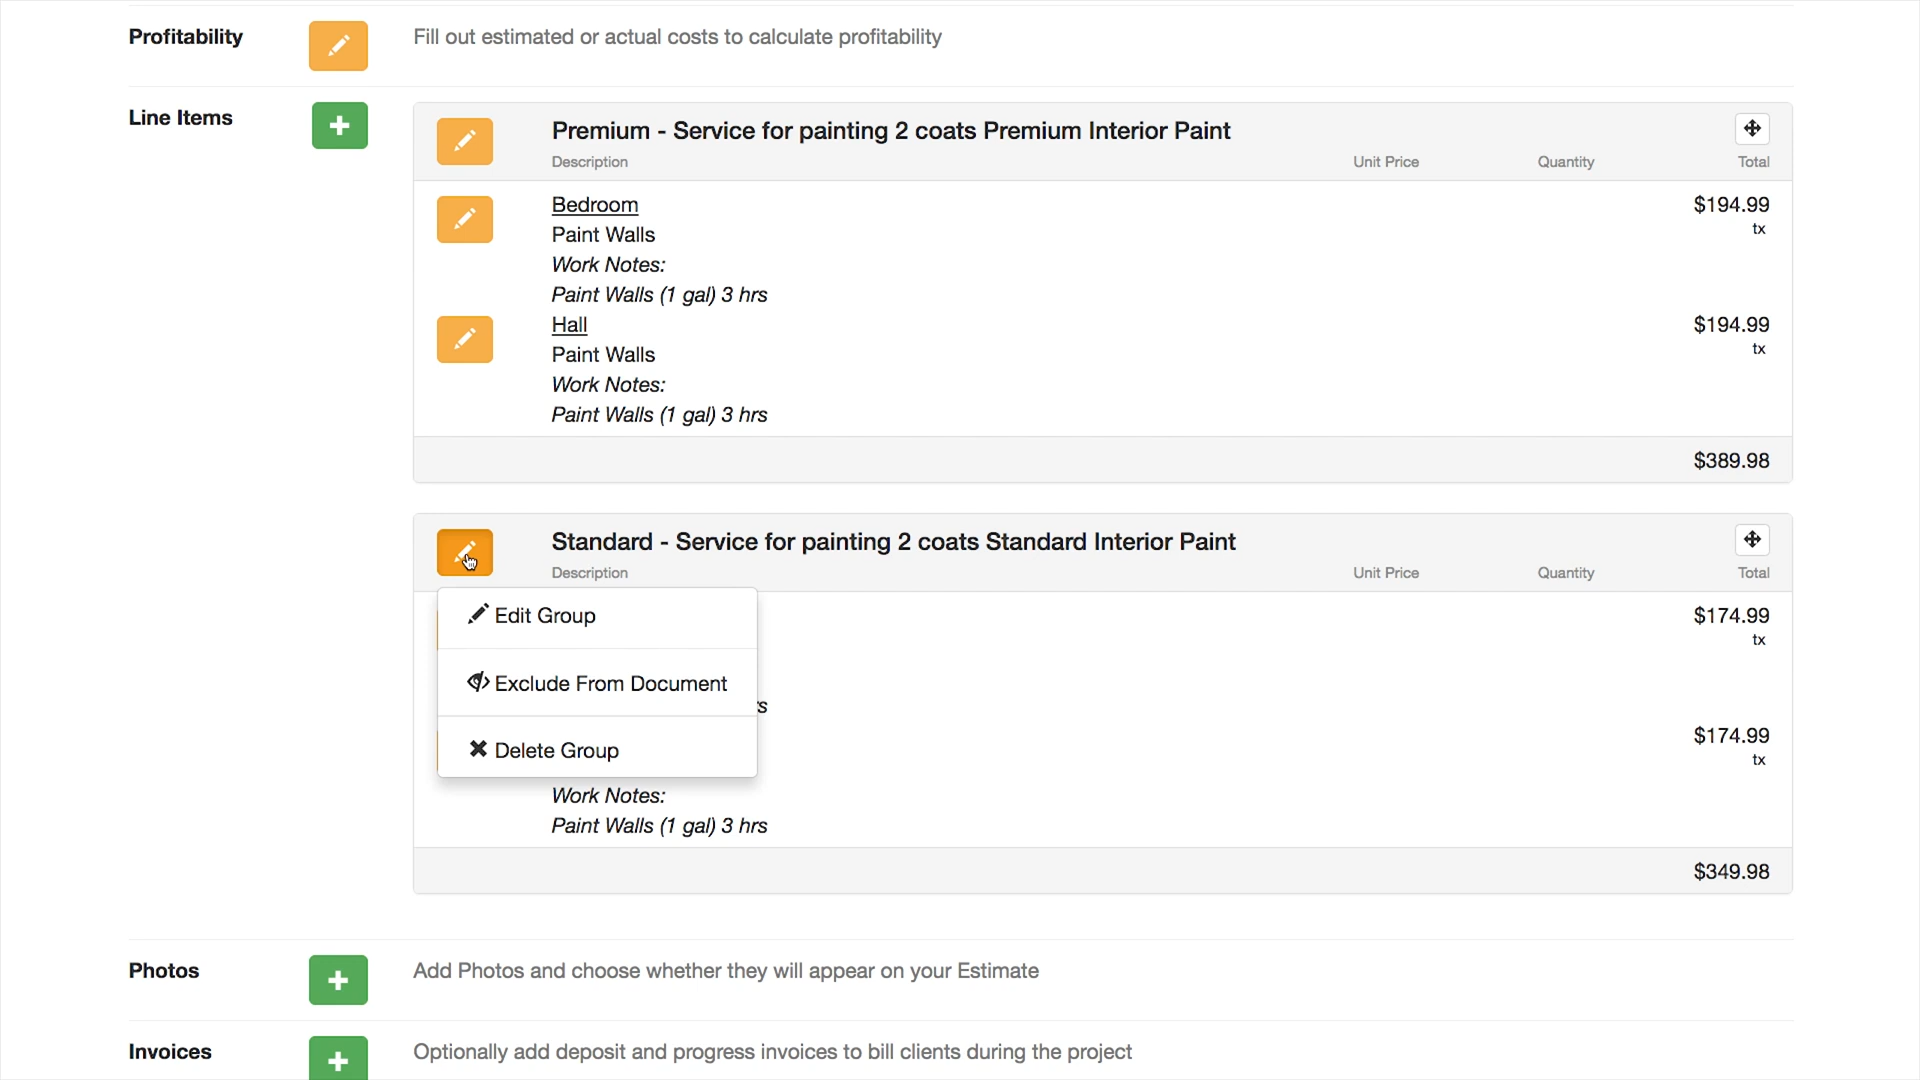 Profitability
Fill out estimated or actual costs to calculate profitability
Line Items
Premium - Service for painting 2 coats Premium Interior Paint
Description Unit Price Quantity Total
Bedroom $194.99
Paint Walls tx
Work Notes:
Paint Walls (1 gal) 3 hrs
Hall $194.99
Paint Walls tx
Work Notes:
Paint Walls (1 gal) 3 hrs
$389.98
Standard - Service for painting 2 coats Standard Interior Paint
Description Unit Price Quantity Total
Edit Group $174.99
tx
Exclude From Document
Delete Group $174.99
tx
Work Notes:
Paint Walls (1 gal) 3 hrs
$349.98
Photos
Add Photos and choose whether they will appear on your Estimate
Invoices
Optionally add deposit and progress invoices to bill clients during the project